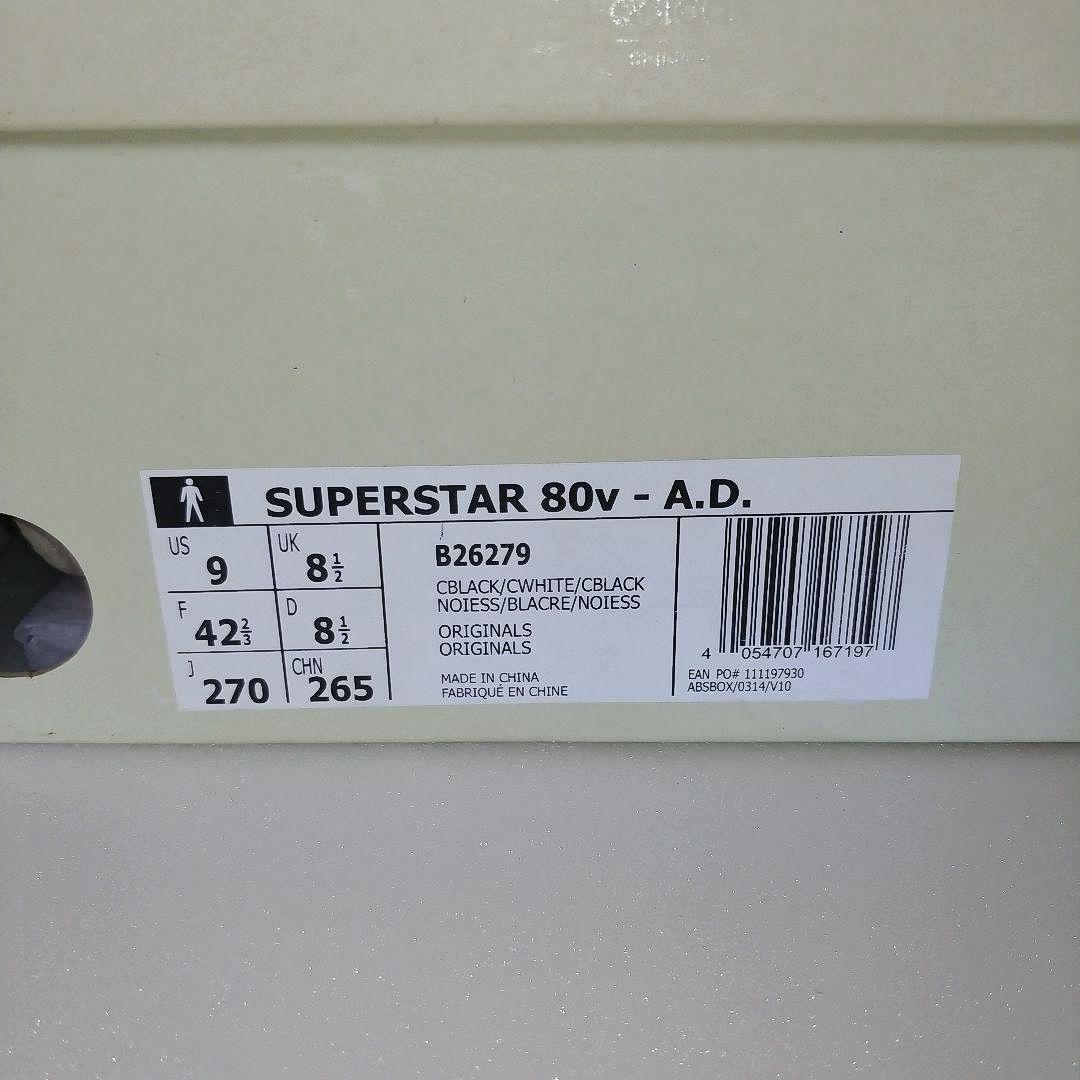 SUPERSTAR 80v - A.D.
US 9
UK 8½
F 42⅔
D 8½
J 270
CHN 265
B26279
CBLACK/CWHITE/CBLACK
NOIESS/BLACRE/NOIESS
ORIGINALS
ORIGINALS
MADE IN CHINA
FABRIQUÉ EN CHINE
4 054707 167197
EAN PO# 111197930
ABSBOX/0314/V10